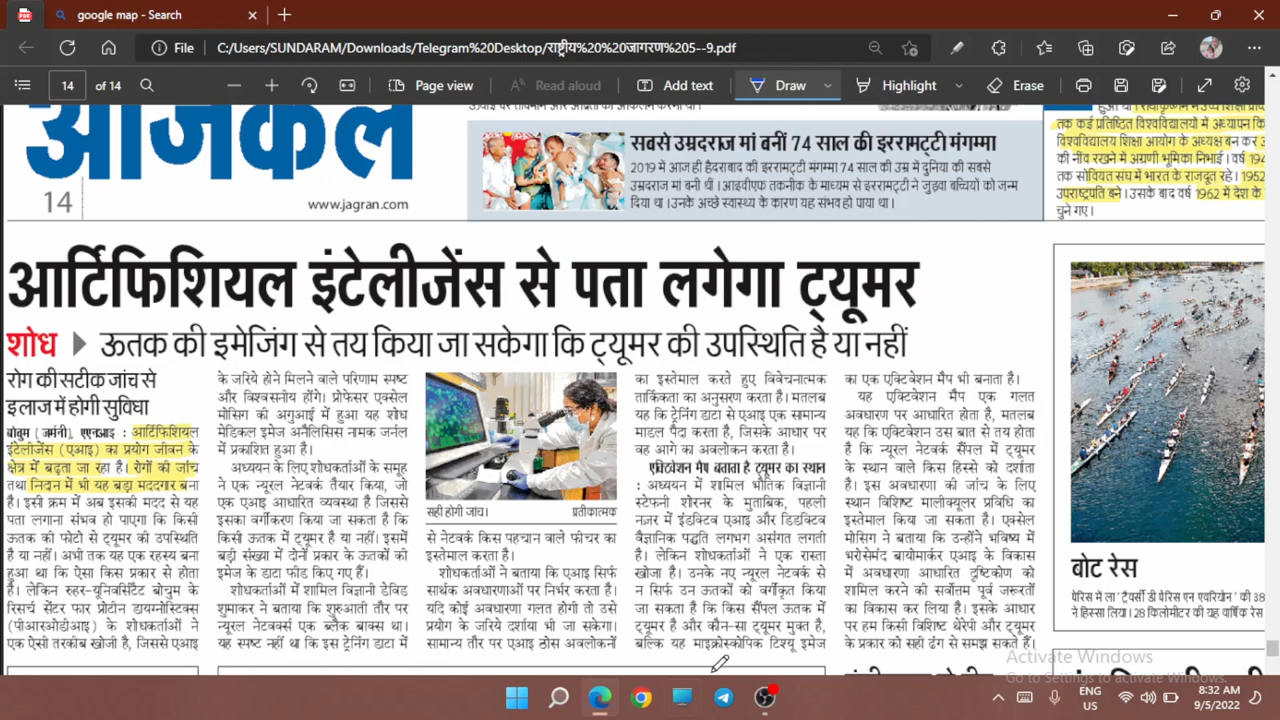 google map - Search
File
C:/Users/SUNDARAM/Downloads/Telegram%20Desktop/राष्ट्रीय%20%20जागरण%205--9.pdf
14 of 14
Page view
Read aloud
Add text
Draw
Highlight
Erase
आजकल
14
www.jagran.com
सबसे उम्रदराज मां बनीं 74 साल की इररामट्टी मंगम्मा
2019 में आज ही हैदराबाद की इररामट्टी मंगम्मा 74 साल की उम्र में दुनिया की सबसे
उम्रदराज मां बनी थीं। आइवीएफ तकनीक के माध्यम से इररामट्टी ने जुड़वा बच्चियों को जन्म
दिया था। उनके अच्छे स्वास्थ्य के कारण यह संभव हो पाया था।
तक कई प्रतिष्ठित विश्वविद्यालयों में अध्यापन कि
विश्वविद्यालय शिक्षा आयोग के अध्यक्ष बन कर
की नींव रखने में अग्रणी भूमिका निभाई। वर्ष 194
तक सोवियत संघ में भारत के राजदूत रहे। 1952
उपराष्ट्रपति बने। उसके बाद वर्ष 1962 में देश के
चुने गए।
आर्टिफिशियल इंटेलीजेंस से पता लगेगा ट्यूमर
शोध ▶ ऊतक की इमेजिंग से तय किया जा सकेगा कि ट्यूमर की उपस्थिति है या नहीं
रोग की सटीक जांच से
इलाज में होगी सुविधा
बोचुम (जर्मनी), एएनआइ : आर्टिफिशियल
इंटेलीजेंस (एआइ) का प्रयोग जीवन के
क्षेत्र में बढ़ता जा रहा है। रोगों की जांच
तथा निदान में भी यह बड़ा मददगार बना
है। इसी क्रम में अब इसकी मदद से यह
पता लगाना संभव हो पाएगा कि किसी
ऊतक की फोटो से ट्यूमर की उपस्थिति
है या नहीं। अभी तक यह एक रहस्य बना
हुआ था कि ऐसा किस प्रकार से होता
है। लेकिन रुहर-यूनिवर्सिटैट बोचुम के
रिसर्च सेंटर फार प्रोटीन डायग्नोस्टिक्स
(पीआरओडीआइ) के शोधकर्ताओं ने
एक ऐसी तरकीब खोजी है, जिससे एआइ
के जरिये होने मिलने वाले परिणाम स्पष्ट
और विश्वसनीय होंगे। प्रोफेसर एक्सेल
मोसिग की अगुआई में हुआ यह शोध
मेडिकल इमेज अनैलिसिस नामक जर्नल
में प्रकाशित हुआ है।
अध्ययन के लिए शोधकर्ताओं के समूह
ने एक न्यूरल नेटवर्क तैयार किया, जो
एक एआइ आधारित व्यवस्था है जिससे
इसका वर्गीकरण किया जा सकता है कि
किसी ऊतक में ट्यूमर है या नहीं। इसमें
बड़ी संख्या में दोनों प्रकार के ऊतकों की
इमेज के डाटा फीड किए गए हैं।
शोधकर्ताओं में शामिल विज्ञानी डेविड
शुमाकर ने बताया कि शुरुआती तौर पर
न्यूरल नेटवर्क्स एक ब्लैक बाक्स था।
यह स्पष्ट नहीं था कि इस ट्रेनिंग डाटा में
सही होगी जांच। प्रतीकात्मक
से नेटवर्क किस पहचान वाले फीचर का
इस्तेमाल करता है।
शोधकर्ताओं ने बताया कि एआइ सिर्फ
सार्थक अवधारणाओं पर निर्भर करता है।
यदि कोई अवधारणा गलत होगी तो उसे
प्रयोग के जरिये दर्शाया भी जा सकेगा।
सामान्य तौर पर एआइ ठोस अवलोकनों
का इस्तेमाल करते हुए विवेचनात्मक
तार्किकता का अनुसरण करता है। मतलब
यह कि ट्रेनिंग डाटा से एआइ एक सामान्य
माडल पैदा करता है, जिसके आधार पर
वह आगे का अवलोकन करता है।
एक्टिवेशन मैप बताता है ट्यूमर का स्थान
: अध्ययन में शामिल भौतिक विज्ञानी
स्टेफनी शोरनर के मुताबिक, पहली
नजर में इंडक्टिव एआइ और डिडक्टिव
वैज्ञानिक पद्धति लगभग असंगत लगती
है। लेकिन शोधकर्ताओं ने एक रास्ता
खोजा है। उनके नए न्यूरल नेटवर्क से
न सिर्फ उन ऊतकों को वर्गीकृत किया
जा सकता है कि किस सैंपल ऊतक में
ट्यूमर है और कौन-सा ट्यूमर मुक्त है,
बल्कि यह माइक्रोस्कोपिक टिश्यू इमेज
का एक एक्टिवेशन मैप भी बनाता है।
यह एक्टिवेशन मैप एक गलत
अवधारण पर आधारित होता है, मतलब
यह कि एक्टिवेशन उस बात से तय होता
है कि न्यूरल नेटवर्क सैंपल में ट्यूमर
के स्थान वाले किस हिस्से को दर्शाता
है। इस अवधारणा की जांच के लिए
स्थान विशिष्ट मालीक्यूलर प्रविधि का
इस्तेमाल किया जा सकता है। एक्सेल
मोसिग ने बताया कि उन्होंने भविष्य में
भरोसेमंद बायोमार्कर एआइ के विकास
में अवधारणा आधारित दृष्टिकोण को
शामिल करने की सर्वोत्तम पूर्व जरूरतों
का विकास कर लिया है। इसके आधार
पर हम किसी विशिष्ट थेरेपी और ट्यूमर
के प्रकार को सही ढंग से समझ सकते हैं।
बोट रेस
पेरिस में ला ' ट्रैवर्सी डी पेरिस एन एवरियोन ' की 38
ने हिस्सा लिया। 28 किलोमीटर की यह वार्षिक रेस
Activate Windows
Go to Settings to activate Windows.
ENG
US
8:32 AM
9/5/2022